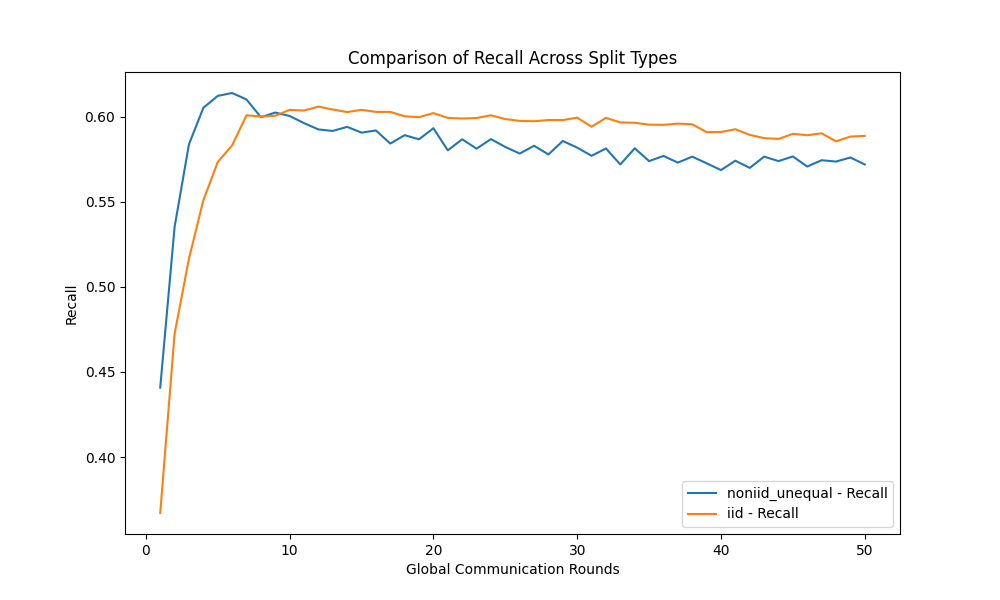 Comparison of Recall Across Split Types
0.60
0.55
0.50
0.45
0.40
Recall
noniid_unequal - Recall
iid - Recall
0 10 20 30 40 50
Global Communication Rounds